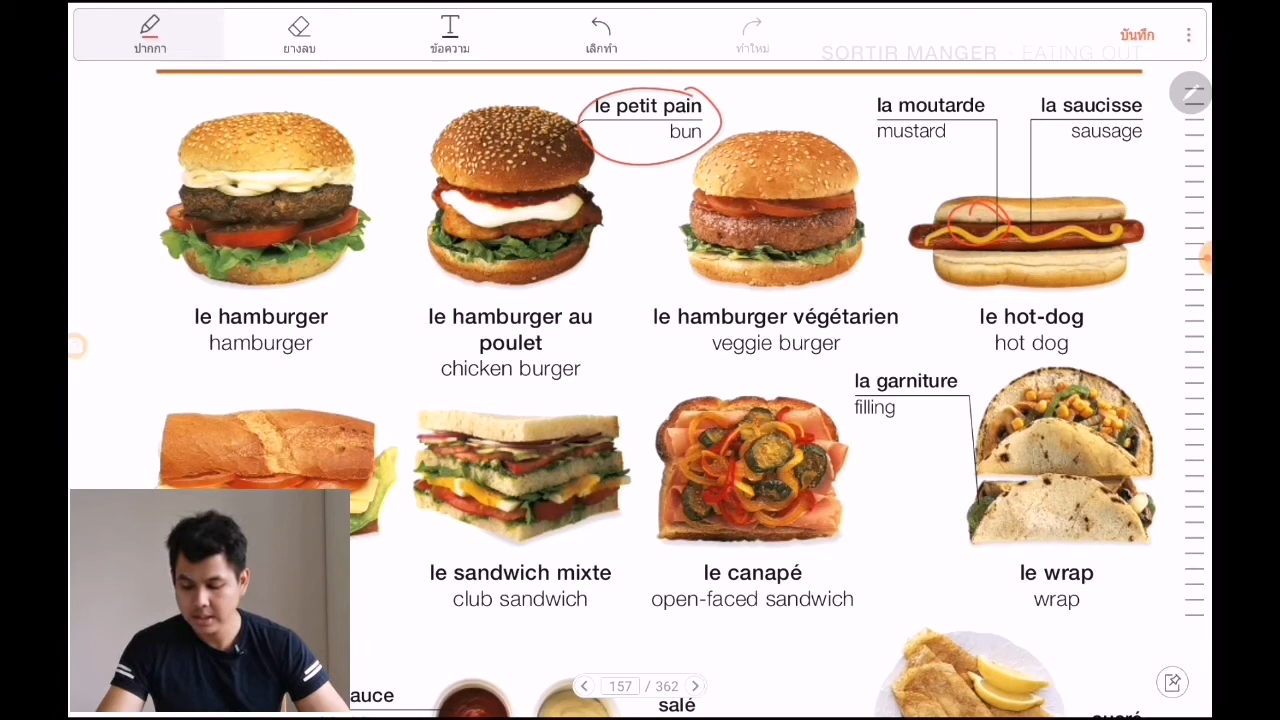 ปากกา
ยางลบ
T
ข้อความ
เลิกทำ
ทำใหม่
บันทึก
SORTIR MANGER · EATING OUT
le petit pain
bun
la moutarde
mustard
la saucisse
sausage
le hamburger
hamburger
le hamburger au
poulet
chicken burger
le hamburger végétarien
veggie burger
le hot-dog
hot dog
la garniture
filling
le sandwich mixte
club sandwich
le canapé
open-faced sandwich
le wrap
wrap
auce
157 / 362
salé
sucré